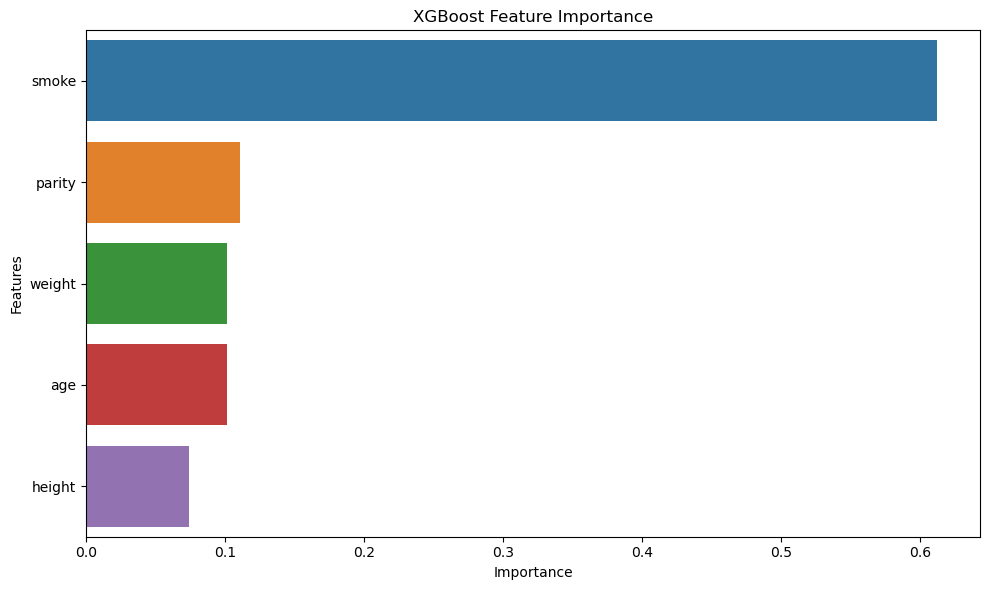 XGBoost Feature Importance
smoke
parity
weight
age
height
Features
0.0 0.1 0.2 0.3 0.4 0.5 0.6
Importance